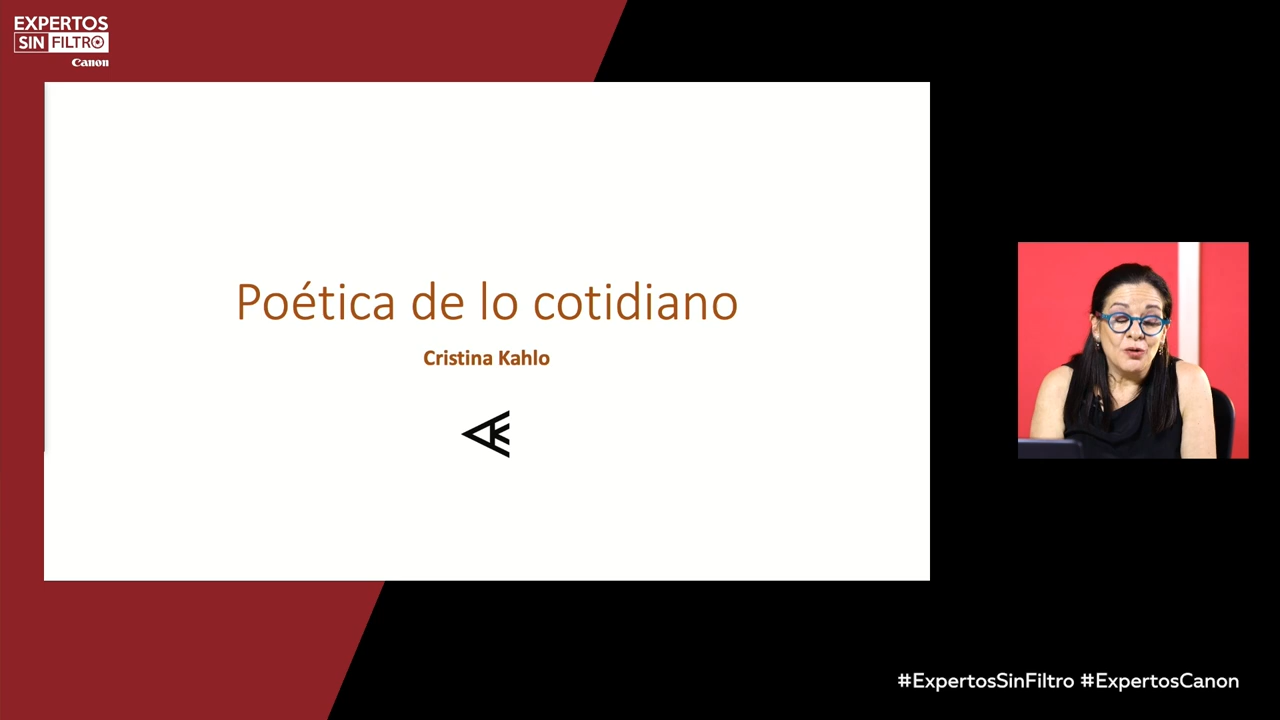 EXPERTOS
SIN FILTRO
Canon
Poética de lo cotidiano
Cristina Kahlo
#ExpertosSinFiltro #ExpertosCanon